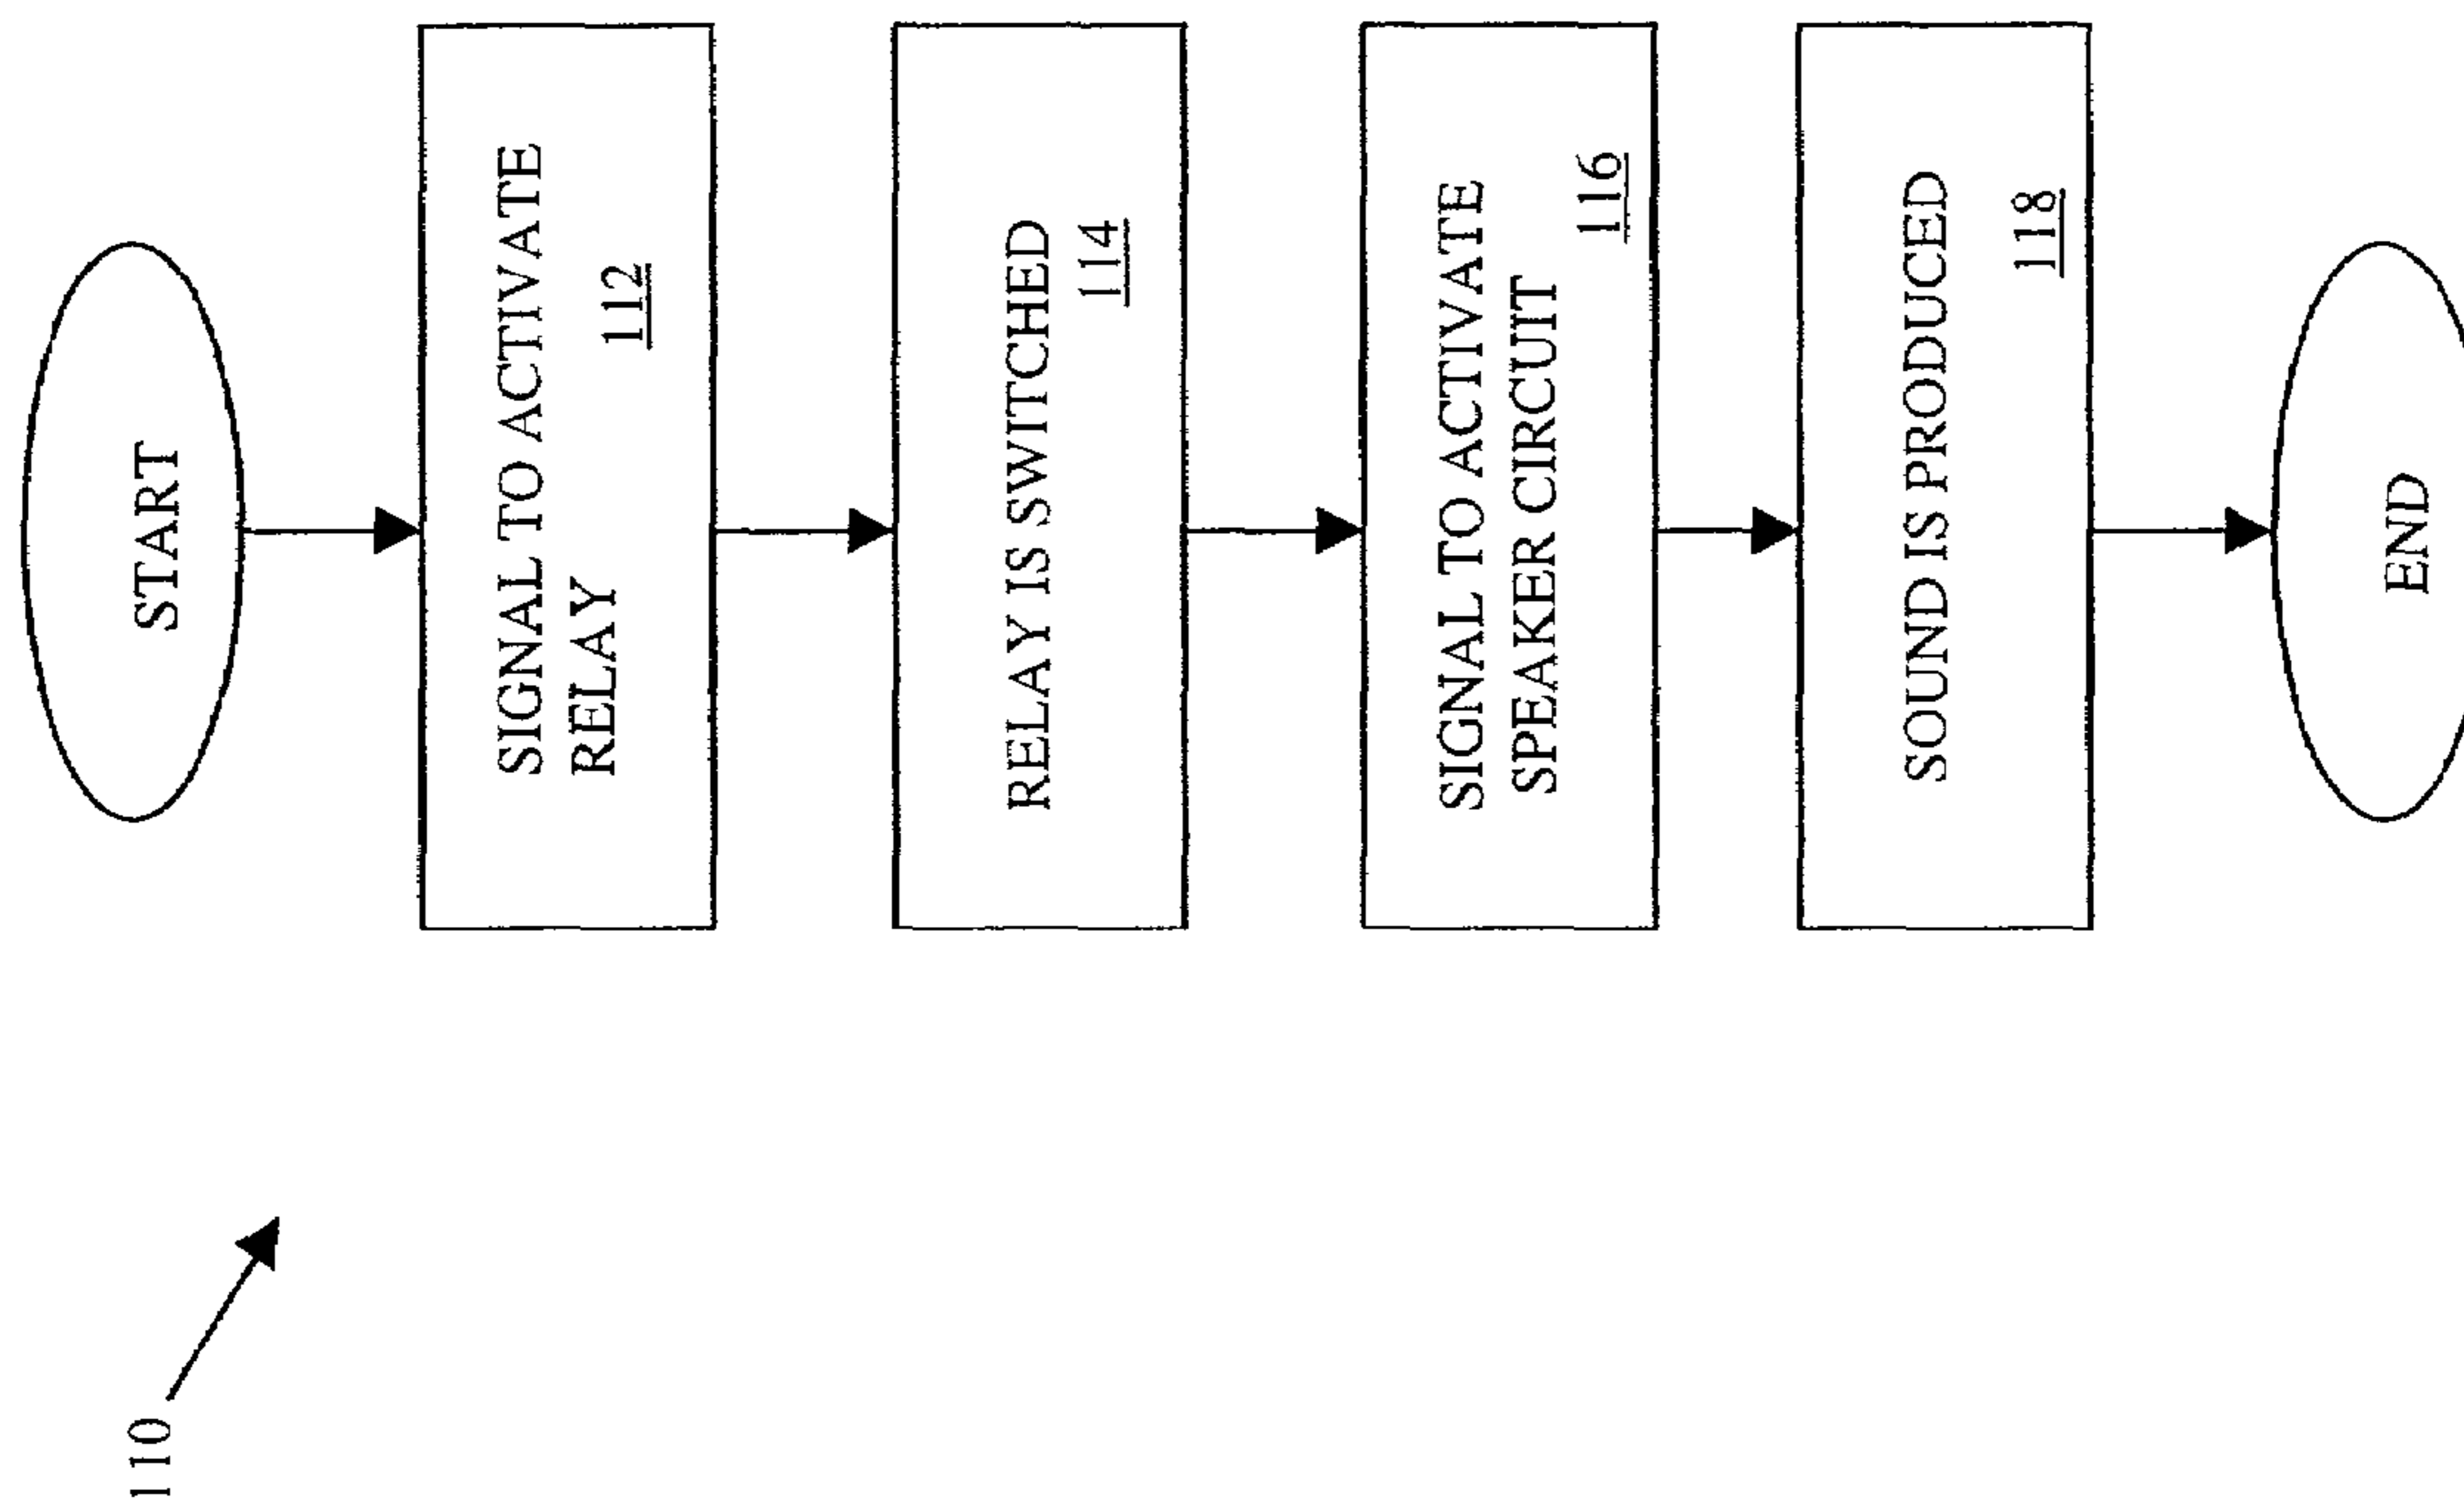 110
START
SIGNAL TO ACTIVATE
RELAY
112
RELAY IS SWITCHED
114
SIGNAL TO ACTIVATE
SPEAKER CIRCUIT
116
SOUND IS PRODUCED
118
END